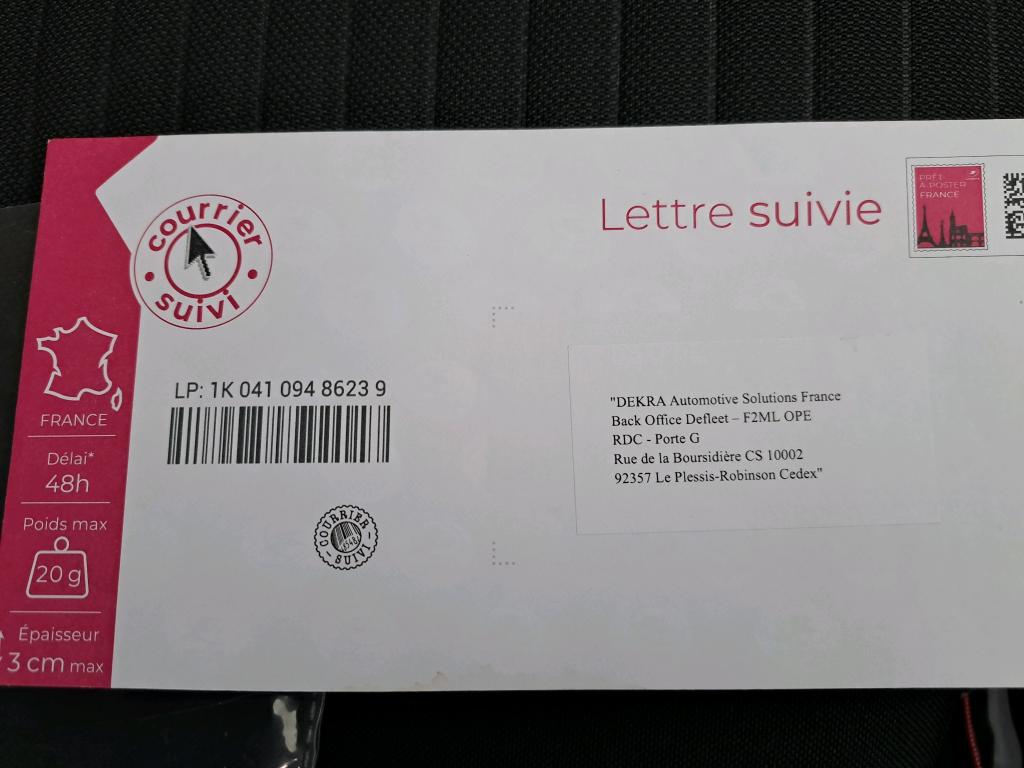 courrier
suivi
Lettre suivie
PRÊT-
À-POSTER
FRANCE
LP: 1K 041 094 8623 9
"DEKRA Automotive Solutions France
Back Office Defleet – F2ML OPE
RDC - Porte G
Rue de la Boursidière CS 10002
92357 Le Plessis-Robinson Cedex"
COURRIER
SUIVI
FRANCE
Délai*
48h
Poids max
20 g
Épaisseur
3 cm max